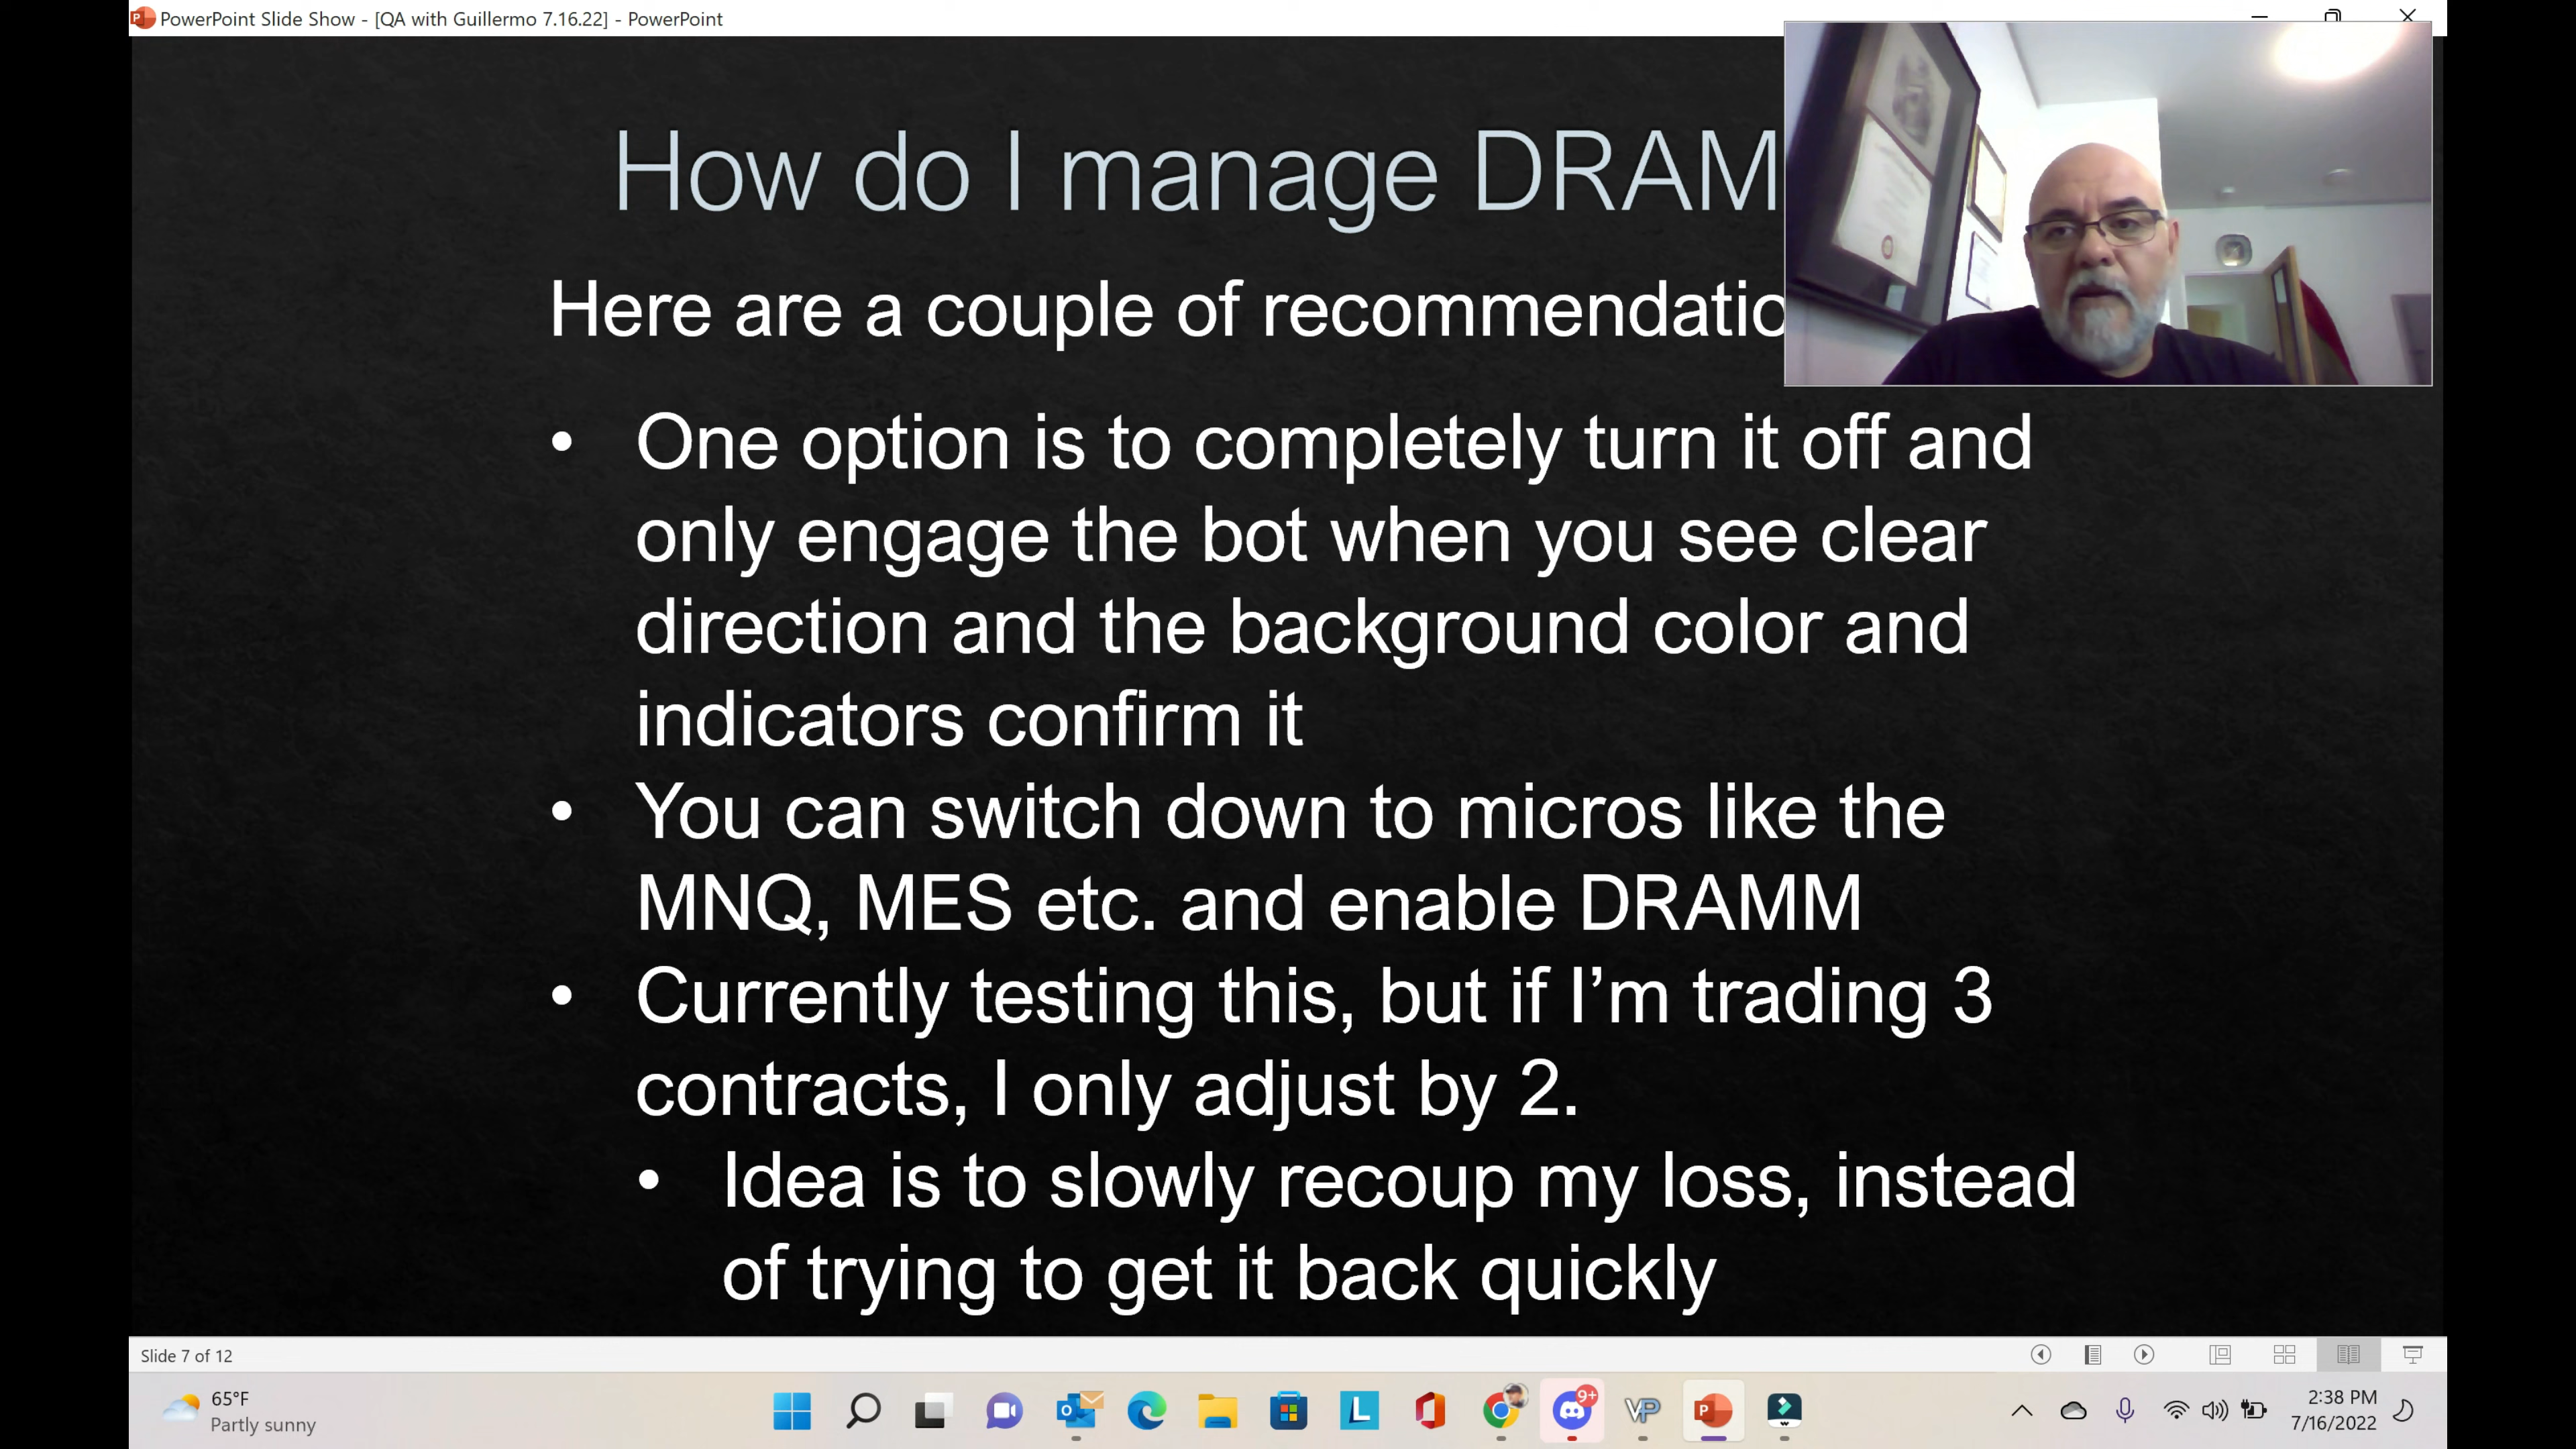 PowerPoint Slide Show - [QA with Guillermo 7.16.22] - PowerPoint
How do I manage DRAM
Here are a couple of
• One option is to completely turn it off and
only engage the bot when you see clear
direction and the background color and
indicators confirm it
• You can switch down to micros like the
MNQ, MES etc. and enable DRAMM
• Currently testing this, but if I’m trading 3
contracts, I only adjust by 2.
• Idea is to slowly recoup my loss, instead
of trying to get it back quickly
Slide 7 of 12
65°F
Partly sunny
9+
2:38 PM
7/16/2022